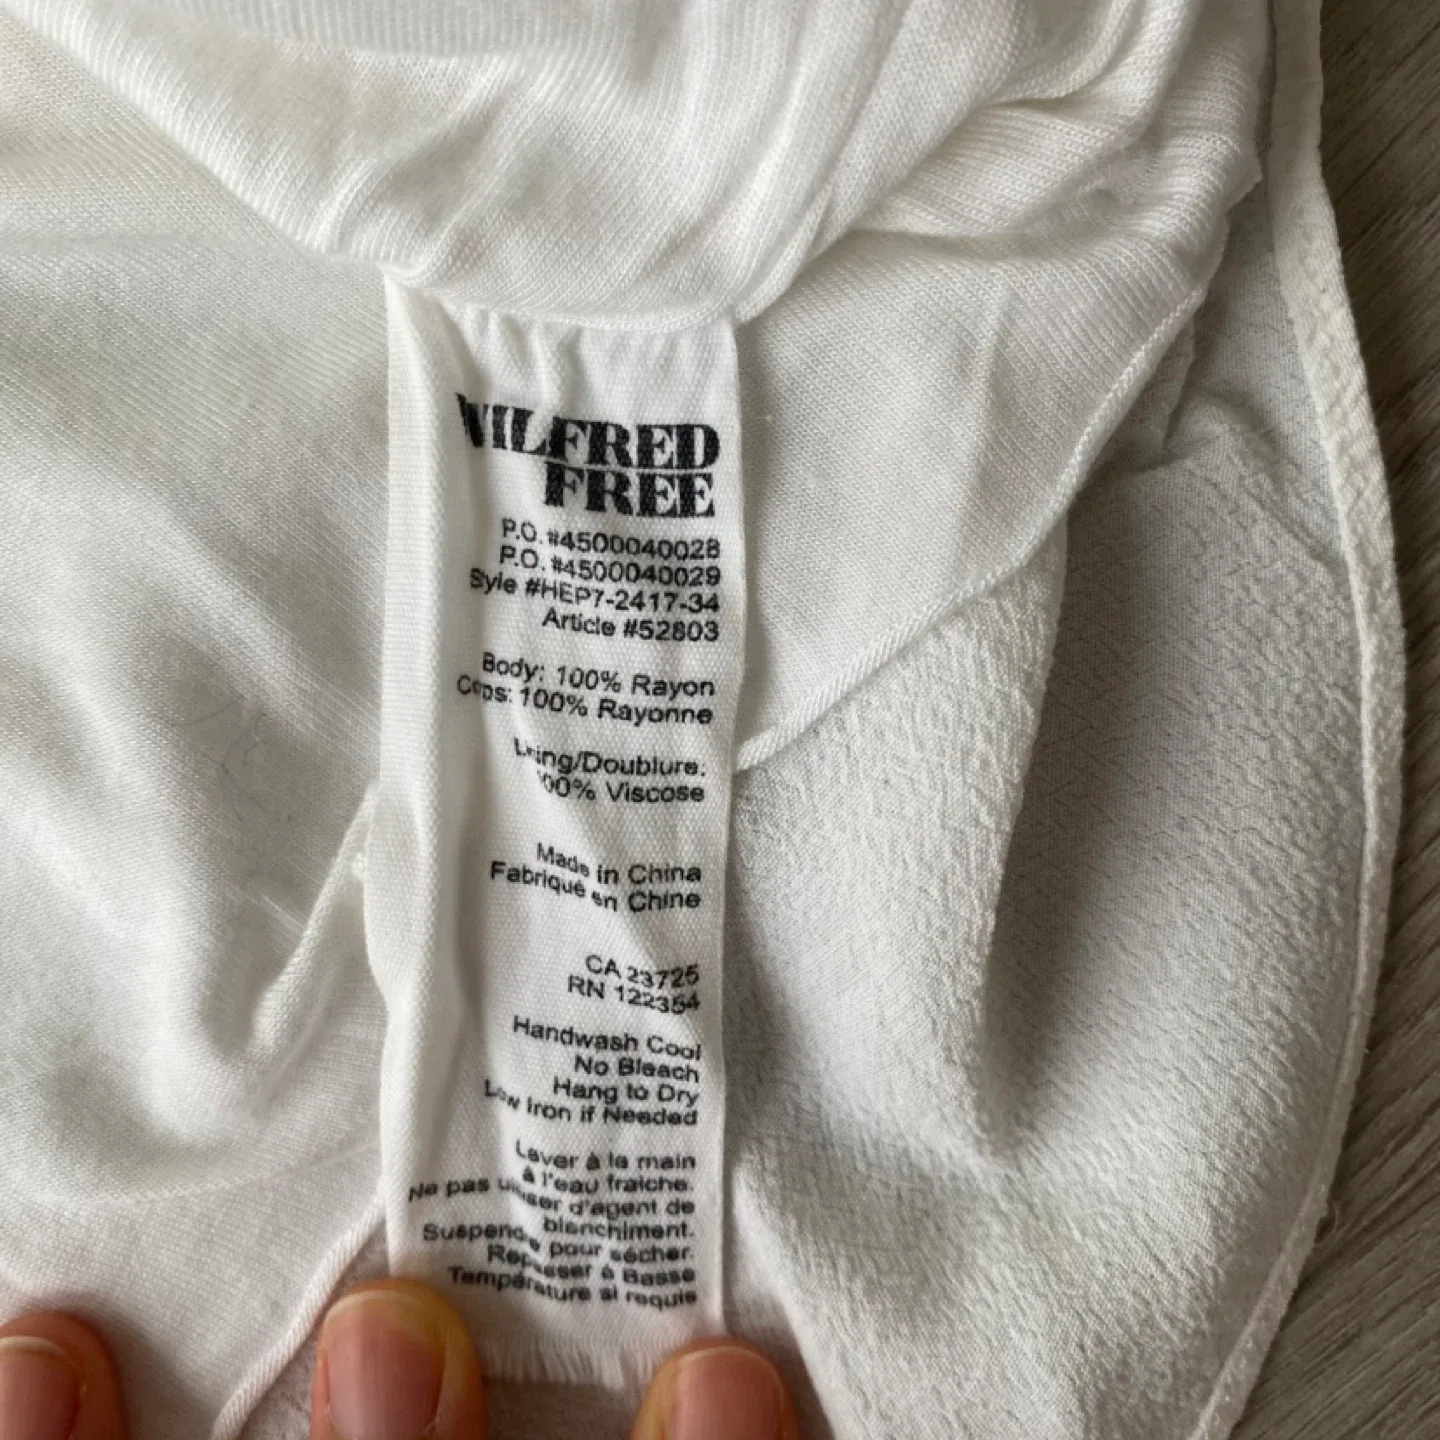 WILFRED
FREE
P.O. #4500040028
P.O. #4500040029
Style #HEP7-2417-34
Article #52803
Body: 100% Rayon
Corps: 100% Rayonne
Lining/Doublure:
100% Viscose
Made in China
Fabriqué en Chine
CA 23725
RN 122354
Handwash Cool
No Bleach
Hang to Dry
Low Iron if Needed
Laver à la main
à l'eau fraiche.
Ne pas utiliser d'agent de
blanchiment.
Suspendre pour sécher.
Repasser à Basse
Température si requis